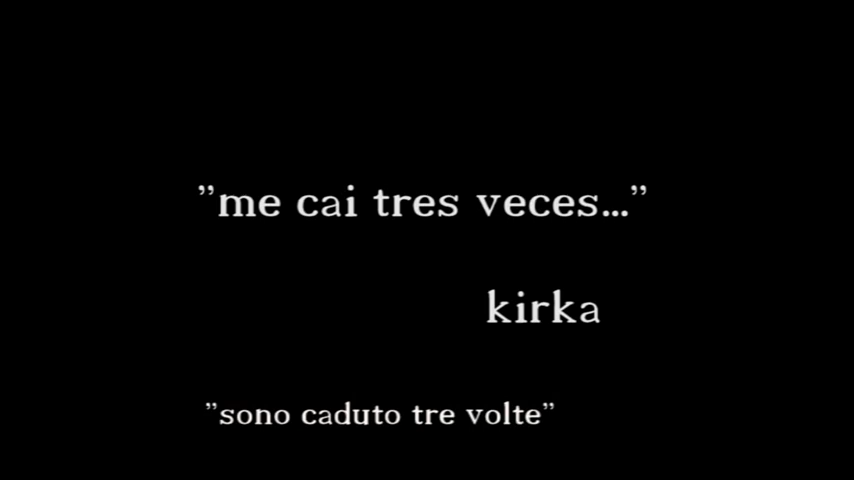 ”me cai tres veces...”
kirka
”sono caduto tre volte”